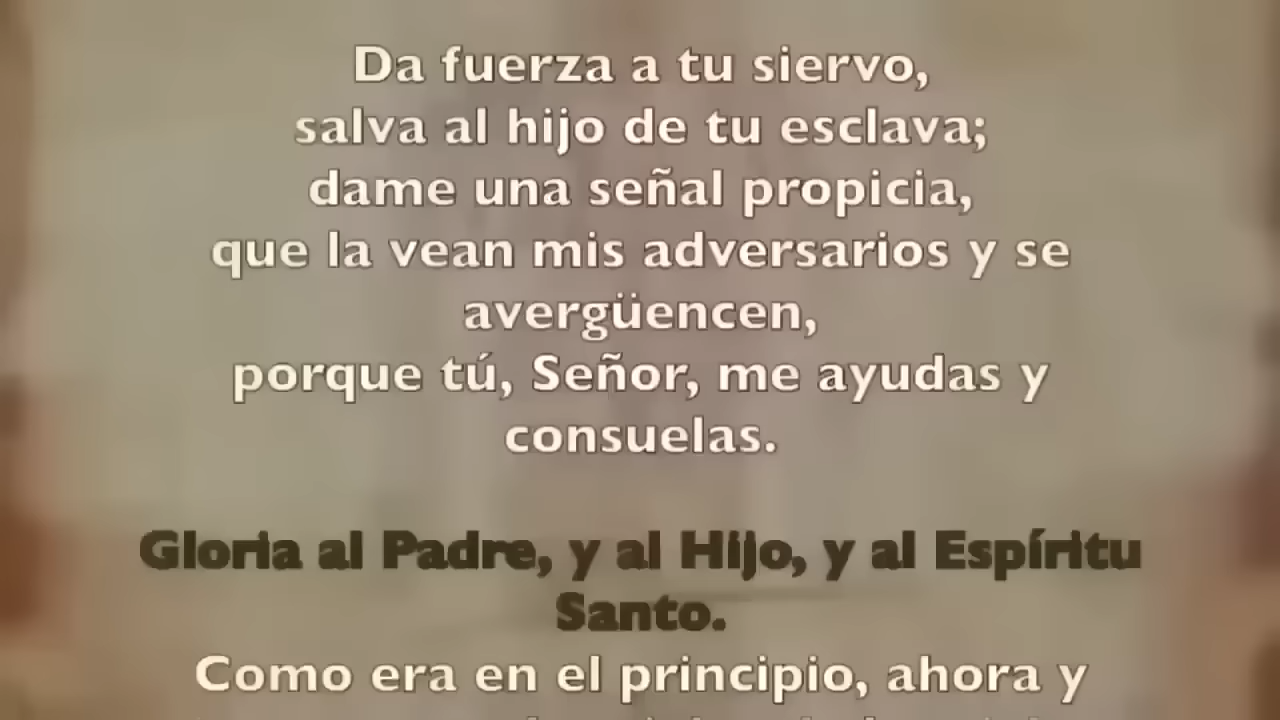 Da fuerza a tu siervo,
salva al hijo de tu esclava;
dame una señal propicia,
que la vean mis adversarios y se
avergüencen,
porque tú, Señor, me ayudas y
consuelas.
Gloria al Padre, y al Hijo, y al Espíritu
Santo.
Como era en el principio, ahora y